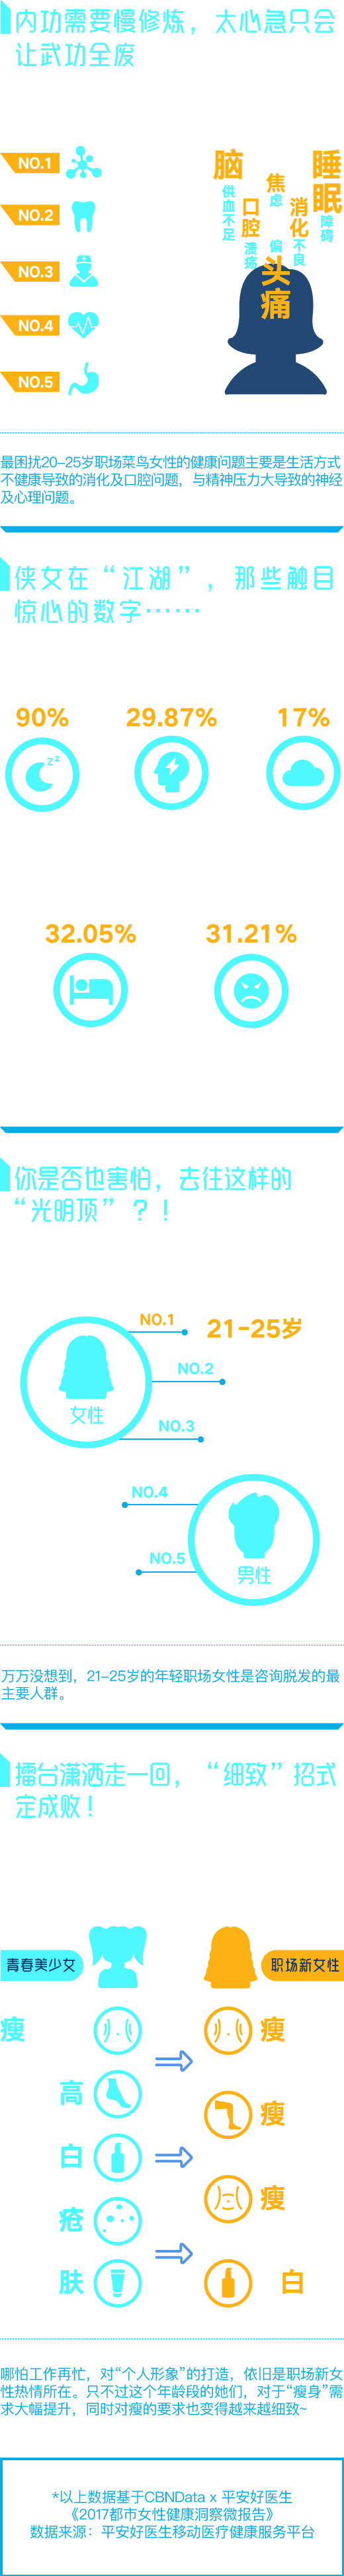 内功需要慢修炼，太心急只会
让武功全废
NO.1
NO.2
NO.3
NO.4
NO.5
脑
供血不足
口腔
溃疡
焦
虑
偏
头痛
消化
不良
睡眠
障碍
最困扰20-25岁职场菜鸟女性的健康问题主要是生活方式
不健康导致的消化及口腔问题，与精神压力大导致的神经
及心理问题。
侠女在“江湖”，那些触目
惊心的数字……
90%
29.87%
17%
32.05%
31.21%
你是否也害怕，去往这样的
“光明顶”？！
NO.1
21-25岁
NO.2
女性
NO.3
NO.4
NO.5
男性
万万没想到，21-25岁的年轻职场女性是咨询脱发的最
主要人群。
擂台潇洒走一回，“细致”招式
定成败！
青春美少女
职场新女性
瘦
瘦
高
瘦
白
瘦
疮
肤
白
哪怕工作再忙，对“个人形象”的打造，依旧是职场新女
性热情所在。只不过这个年龄段的她们，对于“瘦身”需
求大幅提升，同时对瘦的要求也变得越来越细致~
*以上数据基于CBNData x 平安好医生
《2017都市女性健康洞察微报告》
数据来源：平安好医生移动医疗健康服务平台